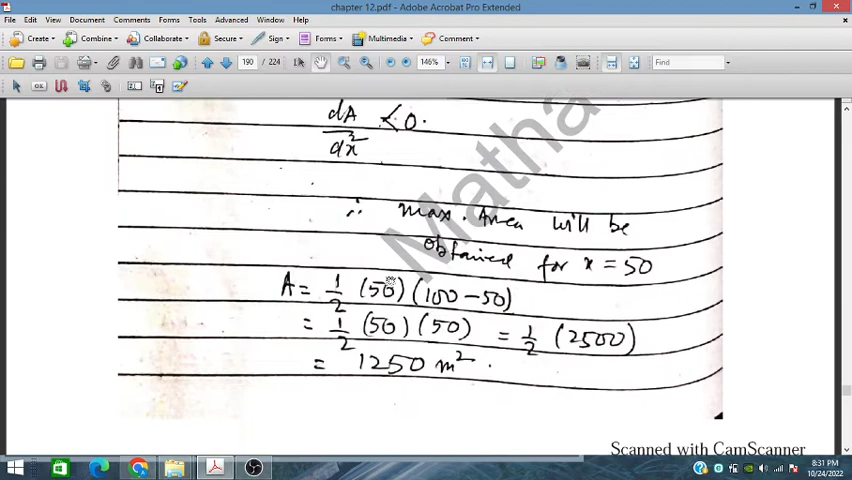 chapter 12.pdf - Adobe Acrobat Pro Extended
File Edit View Document Comments Forms Tools Advanced Window Help
Create Combine Collaborate Secure Sign Forms Multimedia Comment
190 / 224 146% Find
dA/dx² < 0.
∴ max. Area will be
obtained for x = 50
A = 1/2 (50) (100 - 50)
= 1/2 (50) (50) = 1/2 (2500)
= 1250 m².
Scanned with CamScanner
8:31 PM
10/24/2022